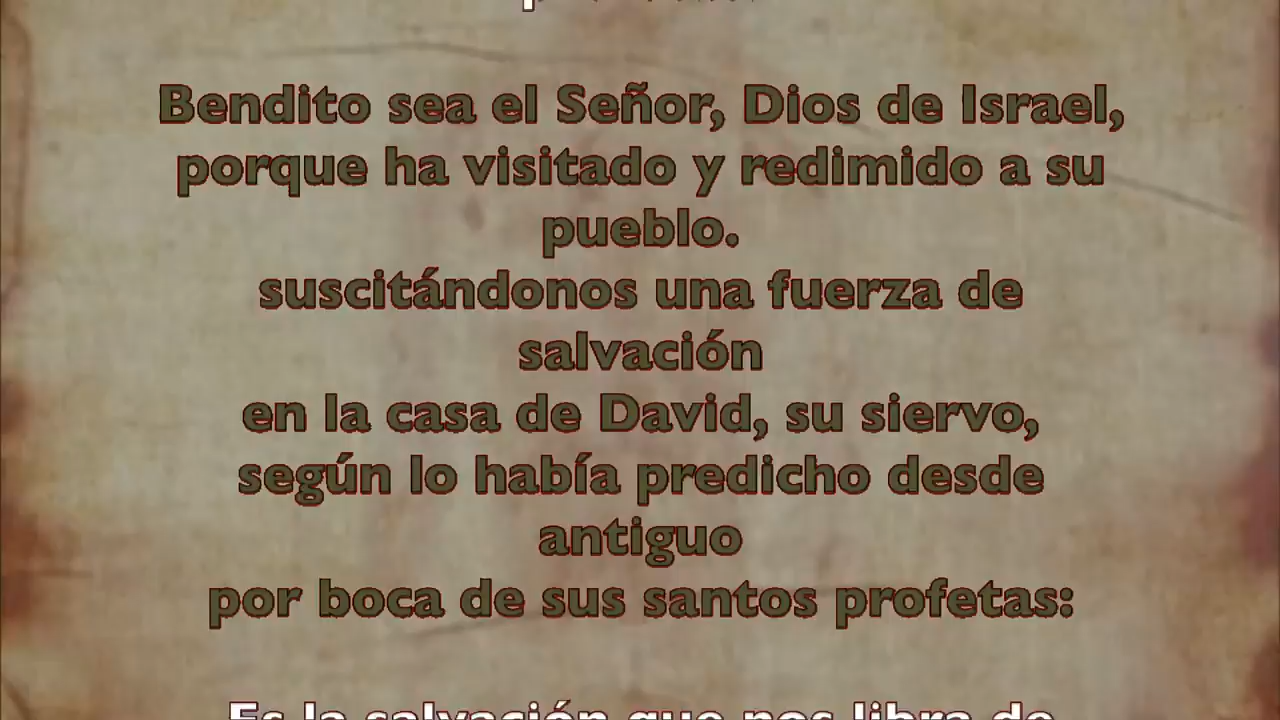 Bendito sea el Señor, Dios de Israel,
porque ha visitado y redimido a su
pueblo.
suscitándonos una fuerza de
salvación
en la casa de David, su siervo,
según lo había predicho desde
antiguo
por boca de sus santos profetas:
Es la salvación que nos libra de